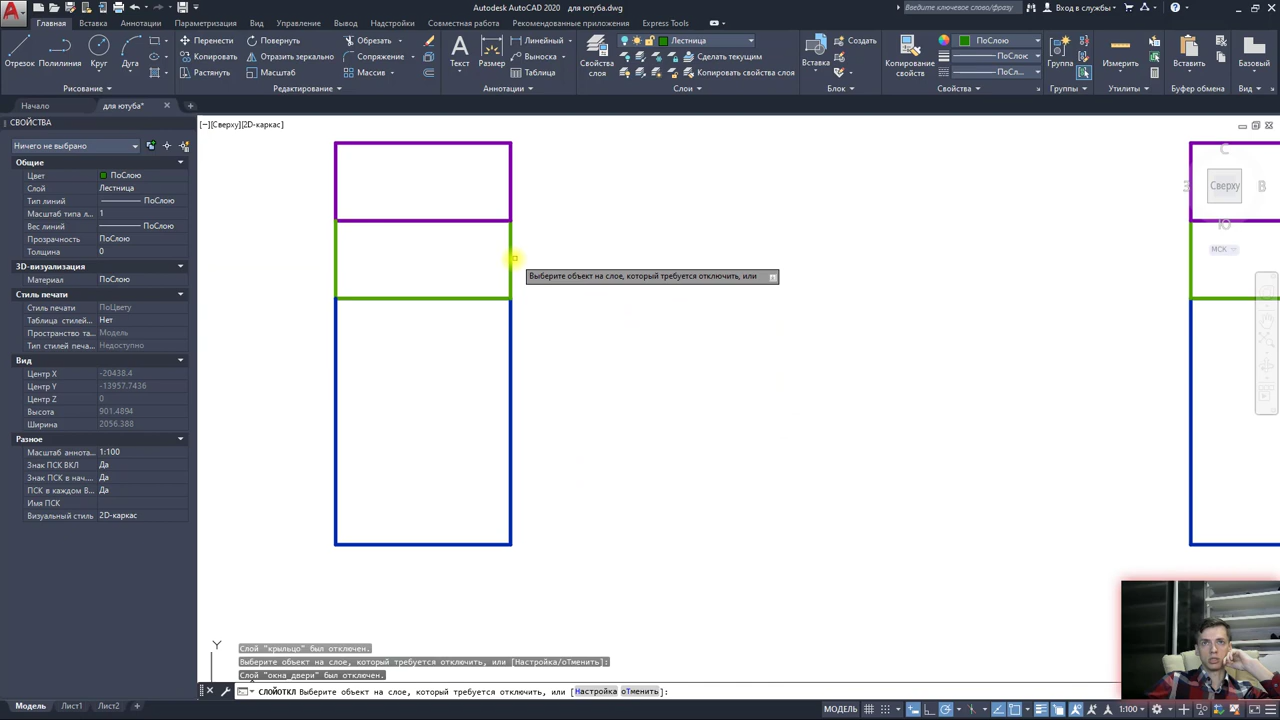 Autodesk AutoCAD 2020 для ютуба.dwg
Введите ключевое слово/фразу
Вход в службы
Главная Вставка Аннотации Параметризация Вид Управление Вывод Надстройки Совместная работа Рекомендованные приложения Express Tools
Отрезок Полилиния Круг Дуга
Перенести Повернуть Обрезать
Копировать Отразить зеркально Сопряжение
Растянуть Масштаб Массив
Текст Размер
Линейный
Выноска
Таблица
Свойства слоя
Лестница
Сделать текущим
Копировать свойства слоя
Вставка
Создать
Копирование свойств
ПоСлою
ПоСлою
ПоСл...
Группа
Измерить
Вставить
Базовый
Рисование Редактирование Аннотации Слои Блок Свойства Группы Утилиты Буфер обмена Вид
Начало для ютуба*
СВОЙСТВА
[−][Сверху][2D-каркас]
Ничего не выбрано
Общие
Цвет ПоСлою
Слой Лестница
Тип линий ПоСлою
Масштаб типа л... 1
Вес линий ПоСлою
Прозрачность ПоСлою
Толщина 0
3D-визуализация
Материал ПоСлою
Стиль печати
Стиль печати ПоЦвету
Таблица стилей... Нет
Пространство та... Модель
Тип стилей печа... Недоступно
Вид
Центр X -20438.4
Центр Y -13957.7436
Центр Z 0
Высота 901.4894
Ширина 2056.388
Разное
Масштаб аннота... 1:100
Знак ПСК ВКЛ Да
Знак ПСК в нач.... Да
ПСК в каждом В... Да
Имя ПСК
Визуальный стиль 2D-каркас
С
З Сверху В
Ю
МСК
Выберите объект на слое, который требуется отключить, или
Y
Слой "крыльцо" был отключен.
Выберите объект на слое, который требуется отключить, или [Настройка/оТменить]:
Слой "окна_двери" был отключен.
СЛОЙОТКЛ Выберите объект на слое, который требуется отключить, или [Настройка оТменить]:
Модель Лист1 Лист2
МОДЕЛЬ
1:100